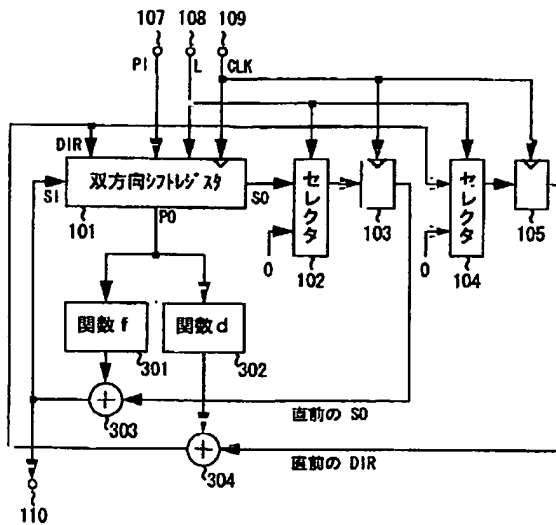 107 108 109
PI L CLK
DIR
SI 双方向シフトレジスタ SO
101 PO
セレクタ
0
102
103
セレクタ
0
104
105
関数 f
301
関数 d
302
303
直前の SO
304
直前の DIR
110